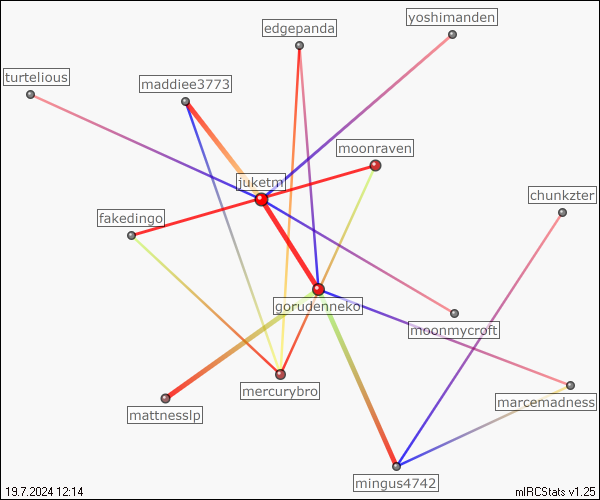 yoshimanden
edgepanda
turtelious
maddiee3773
moonraven
juketm
chunkzter
fakedingo
gorudenneko
moonmycroft
mercurybro
marcemadness
mattnesslp
mingus4742
19.7.2024 12:14
mIRCStats v1.25